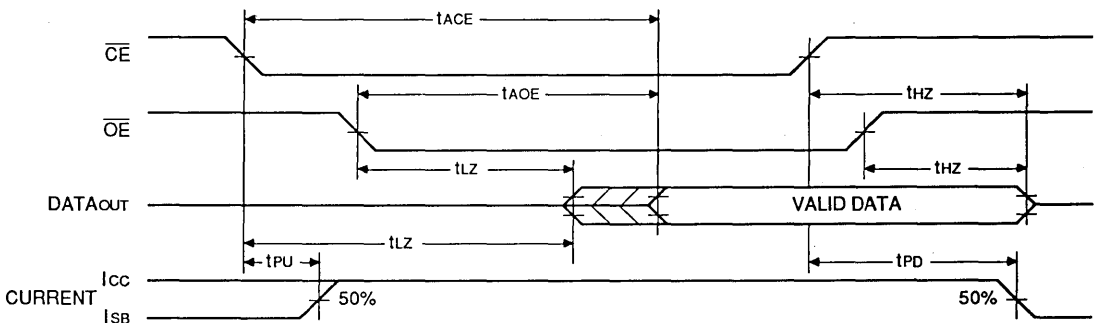 tACE
CE
tAOE
tHZ
OE
tLZ
tHZ
DATAOUT
VALID DATA
tLZ
tPU
tPD
ICC
CURRENT
50%
50%
ISB